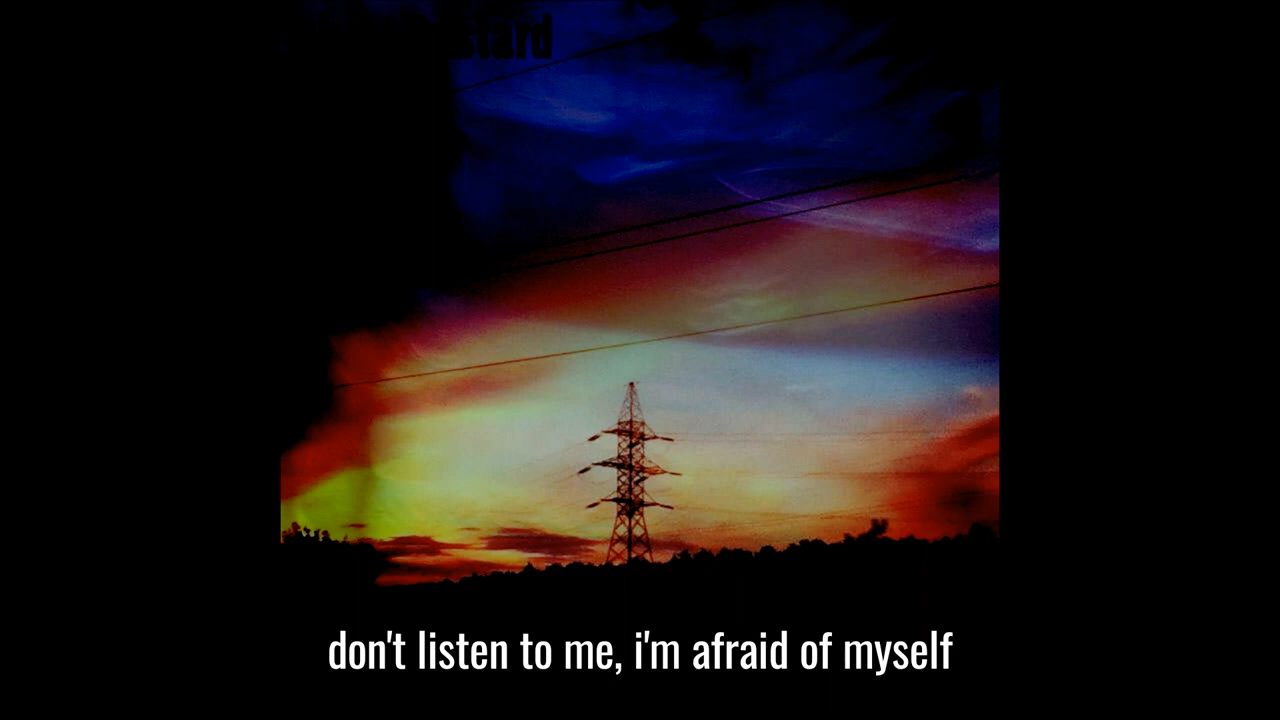 don't listen to me, i'm afraid of myself